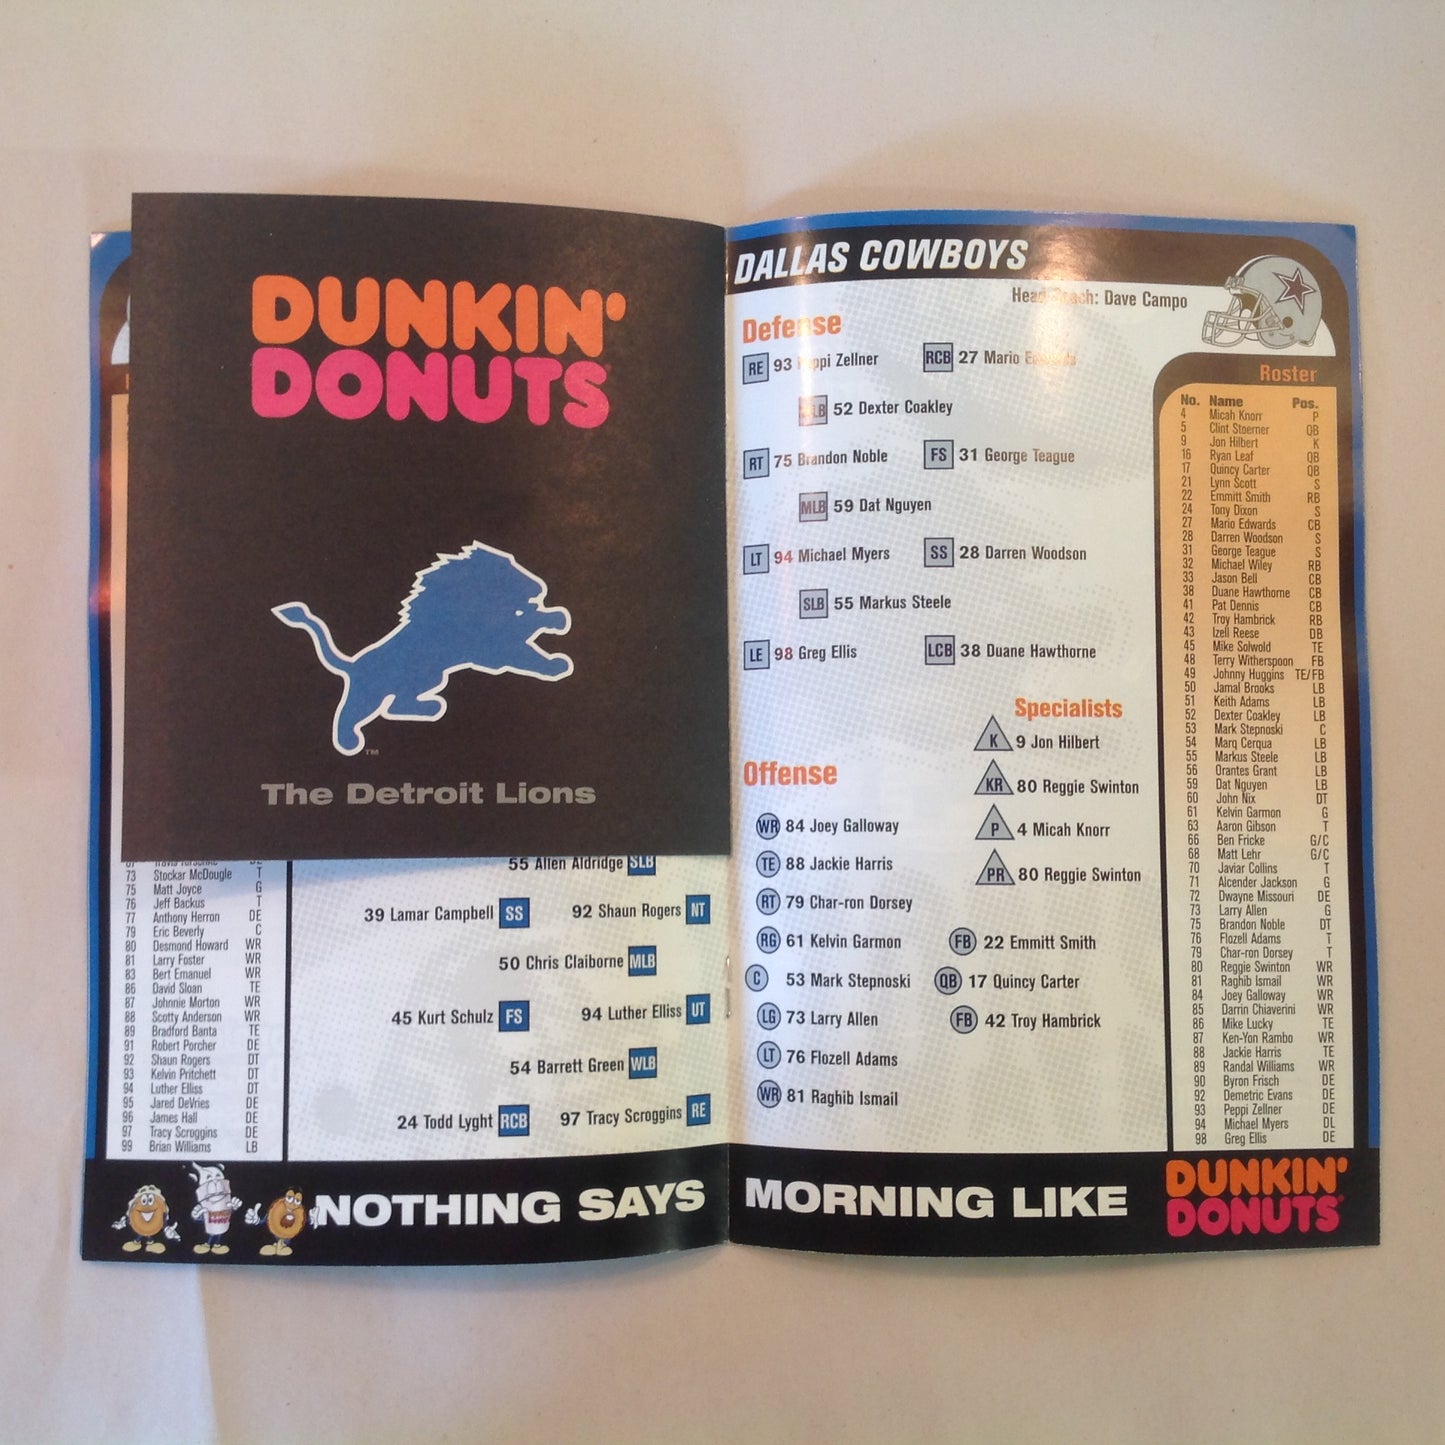 DUNKIN'
DONUTS
™
The Detroit Lions
73 Stockar McDougle T
75 Matt Joyce G
76 Jeff Backus T
77 Anthony Herron DE
79 Eric Beverly C
80 Desmond Howard WR
81 Larry Foster WR
83 Bert Emanuel WR
86 David Sloan TE
87 Johnnie Morton WR
88 Scotty Anderson WR
89 Bradford Banta TE
91 Robert Porcher DE
92 Shaun Rogers DT
93 Kelvin Pritchett DT
94 Luther Elliss DT
95 Jared DeVries DE
96 James Hall DE
97 Tracy Scroggins DE
99 Brian Williams LB
55 Allen Aldridge SLB
39 Lamar Campbell SS 92 Shaun Rogers NT
50 Chris Claiborne MLB
45 Kurt Schulz FS 94 Luther Elliss UT
54 Barrett Green WLB
24 Todd Lyght RCB 97 Tracy Scroggins RE
DALLAS COWBOYS
Coach: Dave Campo
Defense
RE 93 Zellner RCB 27 Mario
52 Dexter Coakley
RT 75 Brandon Noble FS 31 George Teague
MLB 59 Dat Nguyen
LT 94 Michael Myers SS 28 Darren Woodson
SLB 55 Markus Steele
LE 98 Greg Ellis LCB 38 Duane Hawthorne
Specialists
K 9 Jon Hilbert
KR 80 Reggie Swinton
P 4 Micah Knorr
PR 80 Reggie Swinton
Offense
WR 84 Joey Galloway
TE 88 Jackie Harris
RT 79 Char-ron Dorsey
RG 61 Kelvin Garmon FB 22 Emmitt Smith
C 53 Mark Stepnoski QB 17 Quincy Carter
LG 73 Larry Allen FB 42 Troy Hambrick
LT 76 Flozell Adams
WR 81 Raghib Ismail
Roster
No. Name Pos.
4 Micah Knorr P
5 Clint Stoerner QB
9 Jon Hilbert K
16 Ryan Leaf QB
17 Quincy Carter QB
21 Lynn Scott S
22 Emmitt Smith RB
24 Tony Dixon S
27 Mario Edwards CB
28 Darren Woodson S
31 George Teague S
32 Michael Wiley RB
33 Jason Bell CB
38 Duane Hawthorne CB
41 Pat Dennis CB
42 Troy Hambrick RB
43 Izell Reese DB
45 Mike Solwold TE
48 Terry Witherspoon FB
49 Johnny Huggins TE/FB
50 Jamal Brooks LB
51 Keith Adams LB
52 Dexter Coakley LB
53 Mark Stepnoski C
54 Marq Cerqua LB
55 Markus Steele LB
56 Orantes Grant LB
59 Dat Nguyen LB
60 John Nix DT
61 Kelvin Garmon G
63 Aaron Gibson T
66 Ben Fricke G/C
68 Matt Lehr G/C
70 Javiar Collins T
71 Alcender Jackson G
72 Dwayne Missouri DE
73 Larry Allen G
75 Brandon Noble DT
76 Flozell Adams T
79 Char-ron Dorsey T
80 Reggie Swinton WR
81 Raghib Ismail WR
84 Joey Galloway WR
85 Darrin Chiaverini WR
86 Mike Lucky TE
87 Ken-Yon Rambo WR
88 Jackie Harris TE
89 Randal Williams WR
90 Byron Frisch DE
92 Demetric Evans DE
93 Peppi Zellner DE
94 Michael Myers DL
98 Greg Ellis DE
NOTHING SAYS MORNING LIKE
DUNKIN'
DONUTS